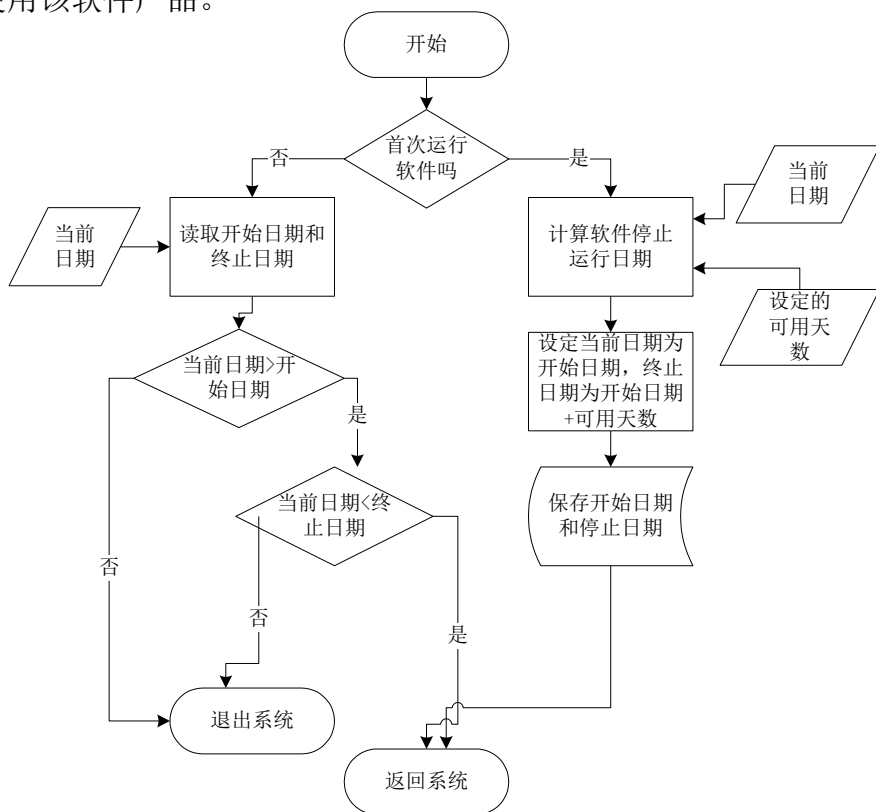 使用该软件产品。
开始
首次运行
软件吗
否
是
当前
日期
读取开始日期和
终止日期
计算软件停止
运行日期
当前
日期
设定的
可用天
数
当前日期>开
始日期
设定当前日期为
开始日期，终止
日期为开始日期
+可用天数
是
当前日期<终
止日期
保存开始日期
和停止日期
否
否
是
退出系统
返回系统